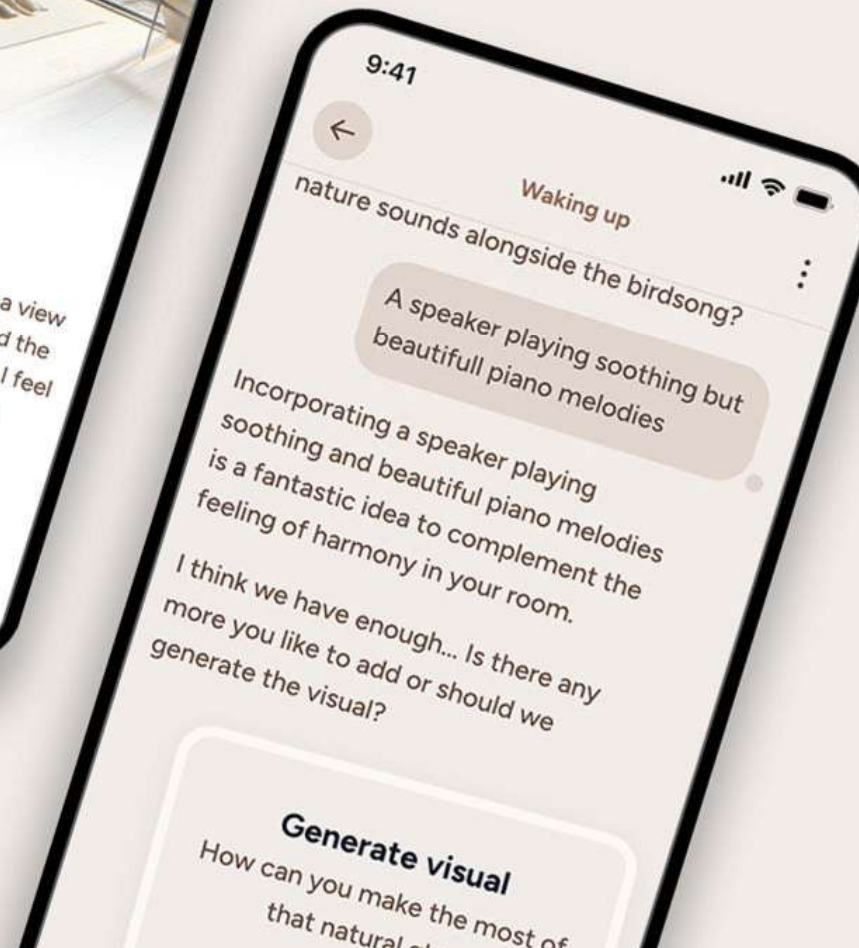 a view
d the
I feel
9:41
Waking up
nature sounds alongside the birdsong?
A speaker playing soothing but
beautifull piano melodies
Incorporating a speaker playing
soothing and beautiful piano melodies
is a fantastic idea to complement the
feeling of harmony in your room.
I think we have enough... Is there any
more you like to add or should we
generate the visual?
Generate visual
How can you make the most of
that natural